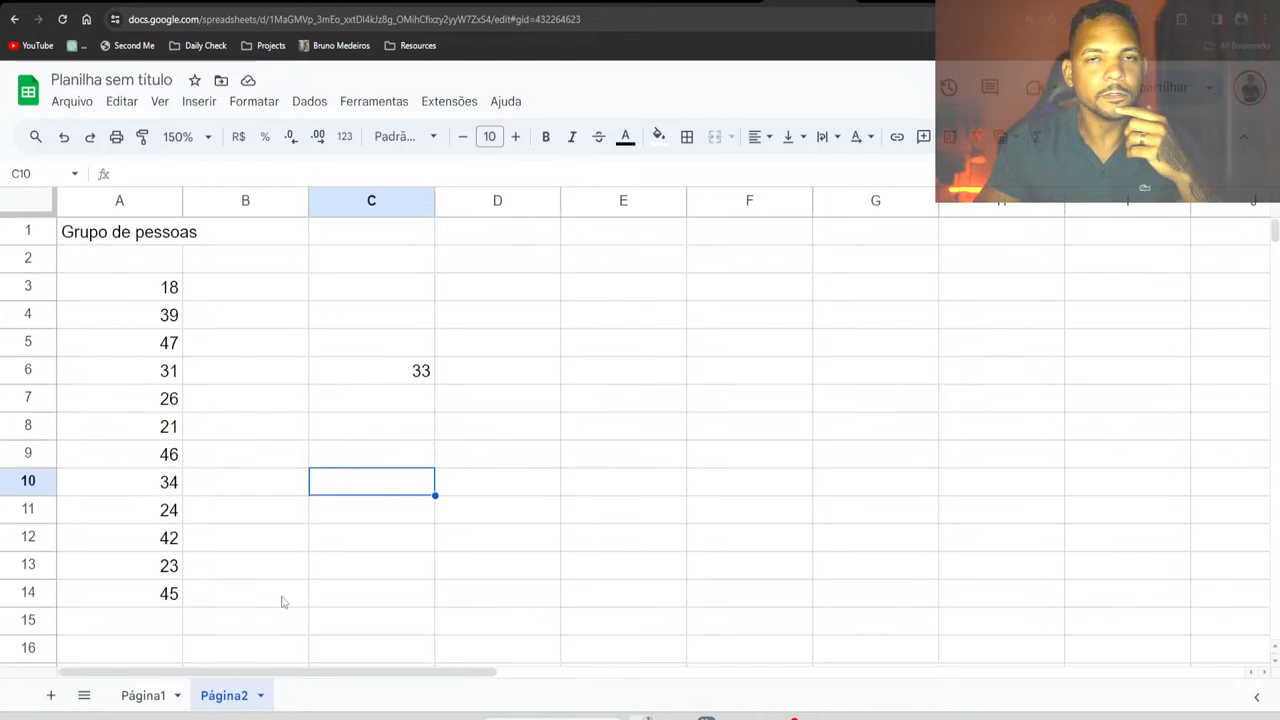 docs.google.com/spreadsheets/d/1MaGMVp_3mEo_xxtDl4kJz8g_OMihCfixzy2yyW7ZxS4/edit#gid=432264623
YouTube
Second Me Daily Check Projects Bruno Medeiros Resources All Bookmarks
Planilha sem título
Arquivo Editar Ver Inserir Formatar Dados Ferramentas Extensões Ajuda
150% R$ % .0 .00 123 Padrã... 10 B I S A
C10 fx
A B C D E F G H I J
1 Grupo de pessoas
2
3 18
4 39
5 47
6 31 33
7 26
8 21
9 46
10 34
11 24
12 42
13 23
14 45
15
16
Página1 Página2